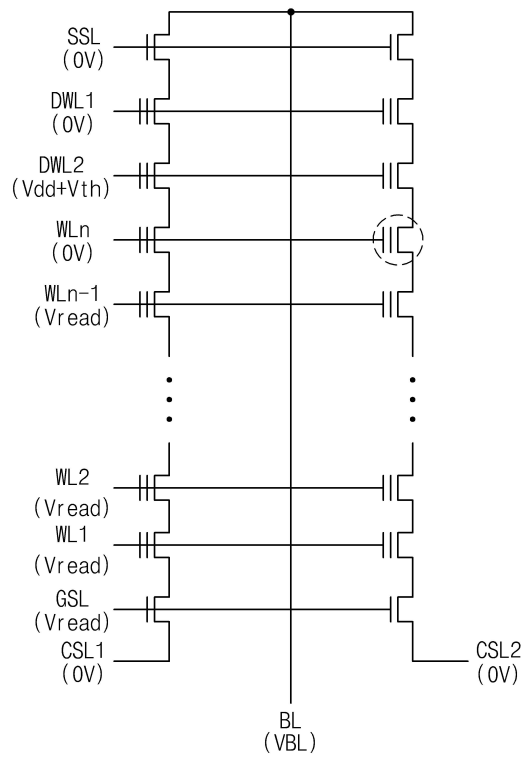 SSL
(0V)
DWL1
(0V)
DWL2
(Vdd+Vth)
WLn
(0V)
WLn-1
(Vread)
WL2
(Vread)
WL1
(Vread)
GSL
(Vread)
CSL1
(0V)
CSL2
(0V)
BL
(VBL)